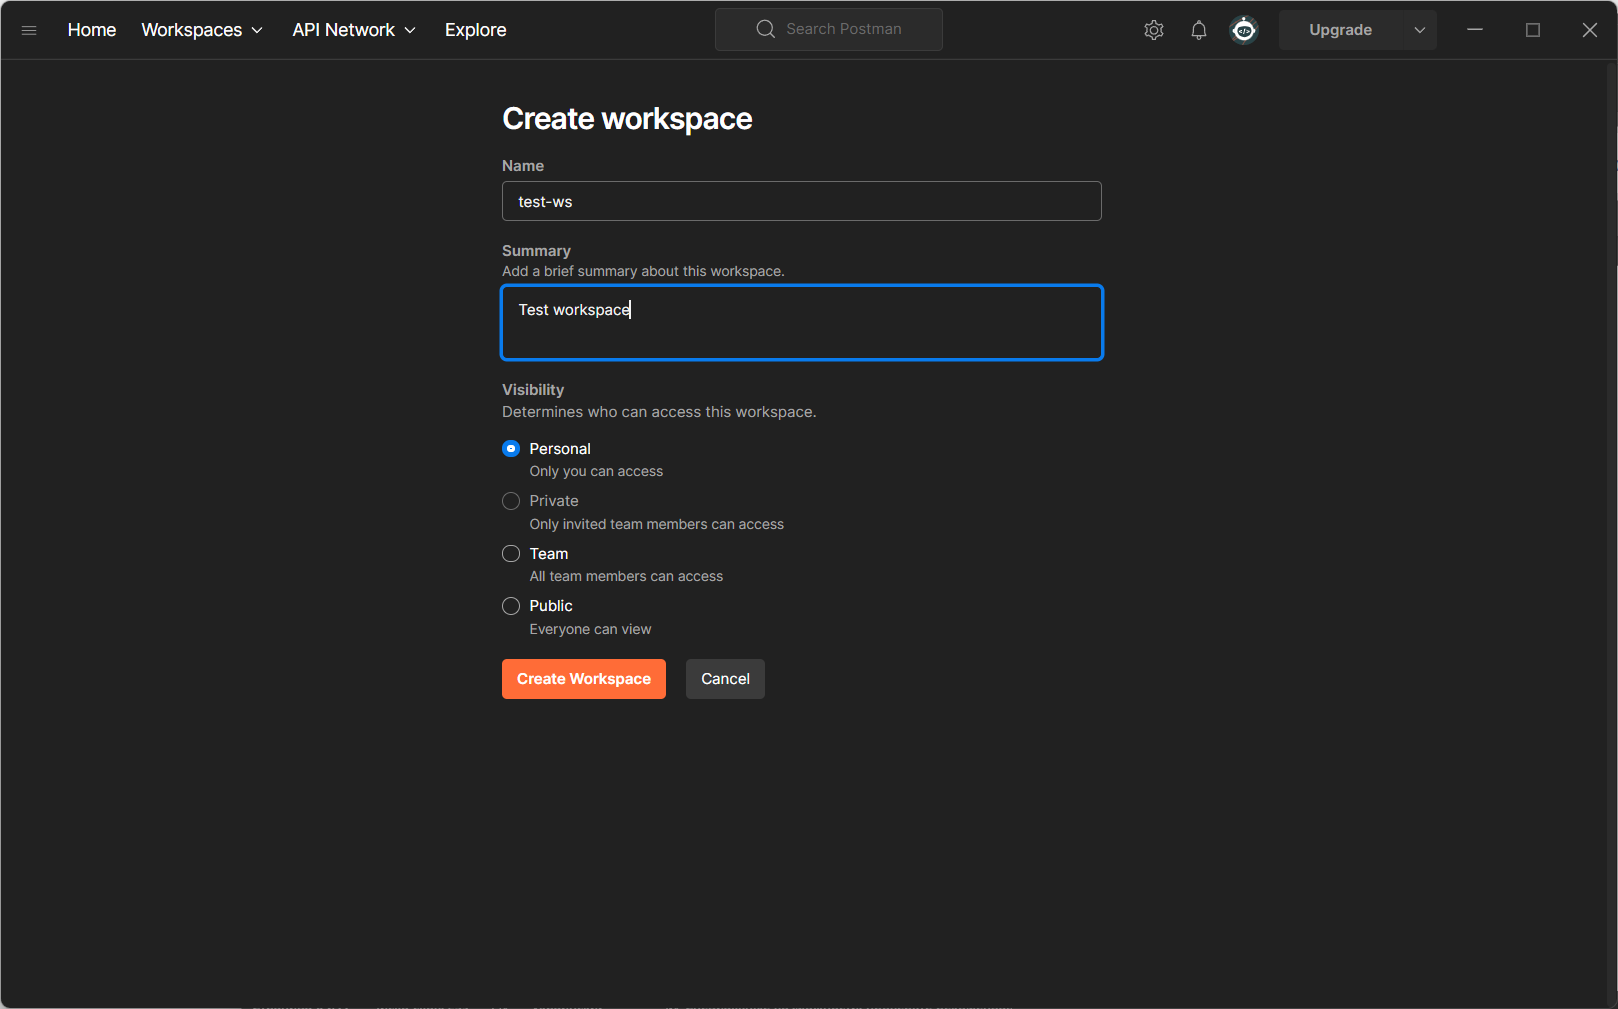 Home Workspaces API Network Explore Search Postman Upgrade
Create workspace
Name
test-ws
Summary
Add a brief summary about this workspace.
Test workspace
Visibility
Determines who can access this workspace.
Personal
Only you can access
Private
Only invited team members can access
Team
All team members can access
Public
Everyone can view
Create Workspace Cancel